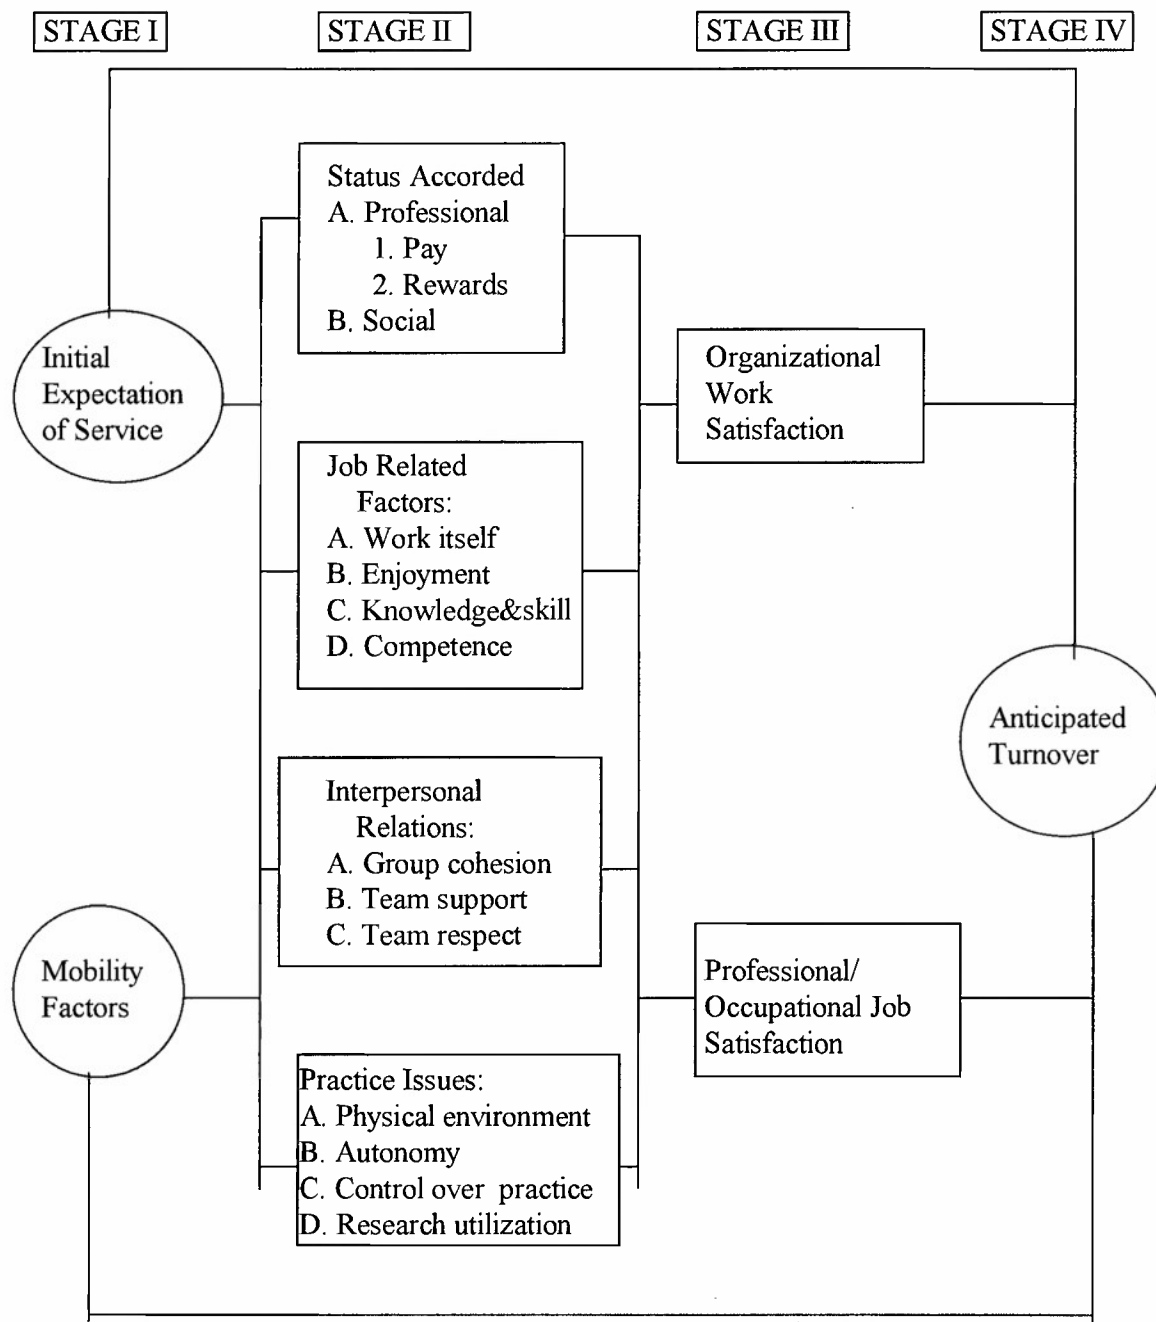 STAGE I
STAGE II
STAGE III
STAGE IV
Initial
Expectation
of Service
Mobility
Factors
Status Accorded
A. Professional
1. Pay
2. Rewards
B. Social
Job Related
Factors:
A. Work itself
B. Enjoyment
C. Knowledge&skill
D. Competence
Interpersonal
Relations:
A. Group cohesion
B. Team support
C. Team respect
Practice Issues:
A. Physical environment
B. Autonomy
C. Control over practice
D. Research utilization
Organizational
Work
Satisfaction
Professional/
Occupational Job
Satisfaction
Anticipated
Turnover